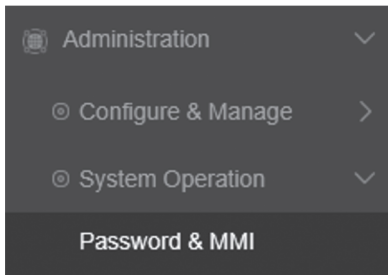 Administration
Configure & Manage
System Operation
Password & MMI